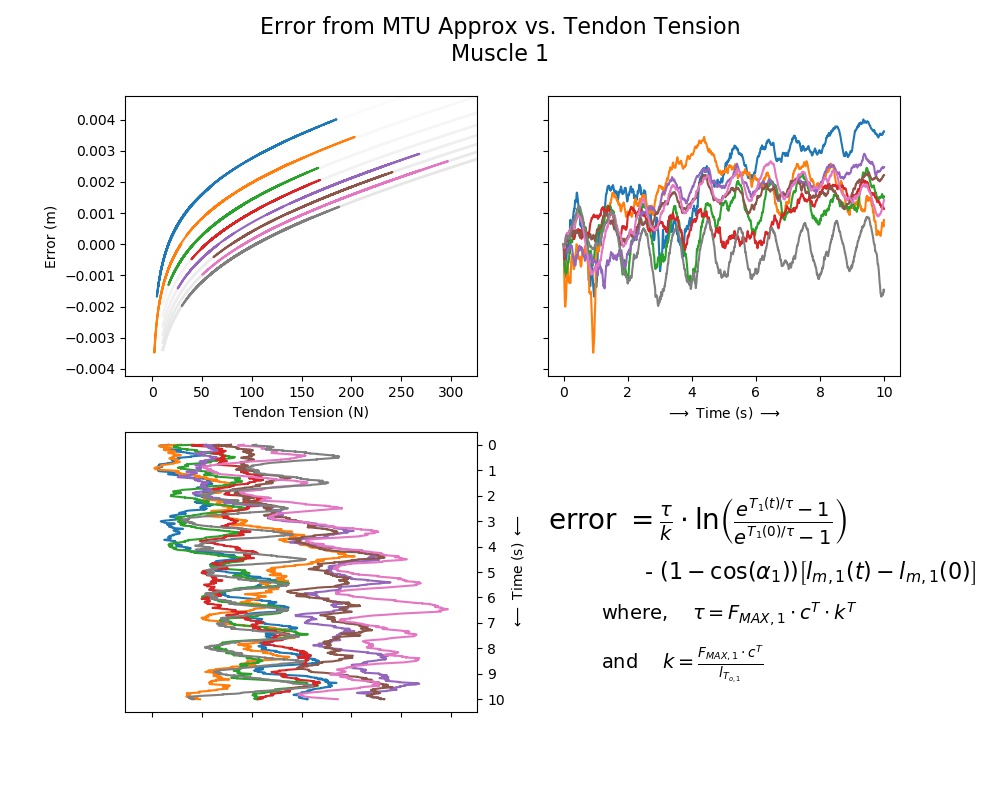 Error from MTU Approx vs. Tendon Tension
Muscle 1
Error (m)
0.004
0.003
0.002
0.001
0.000
−0.001
−0.002
−0.003
−0.004
0 50 100 150 200 250 300
Tendon Tension (N)
0 2 4 6 8 10
⟶ Time (s) ⟶
0
1
2
3
4
5
6
7
8
9
10
⟵ Time (s) ⟵
error = τ/k · ln((e^{T_1(t)/τ} − 1)/(e^{T_1(0)/τ} − 1))
- (1 − cos(α_1))[l_{m,1}(t) − l_{m,1}(0)]
where, τ = F_{MAX,1} · c^T · k^T
and k = (F_{MAX,1} · c^T)/l_{T_{o,1}}